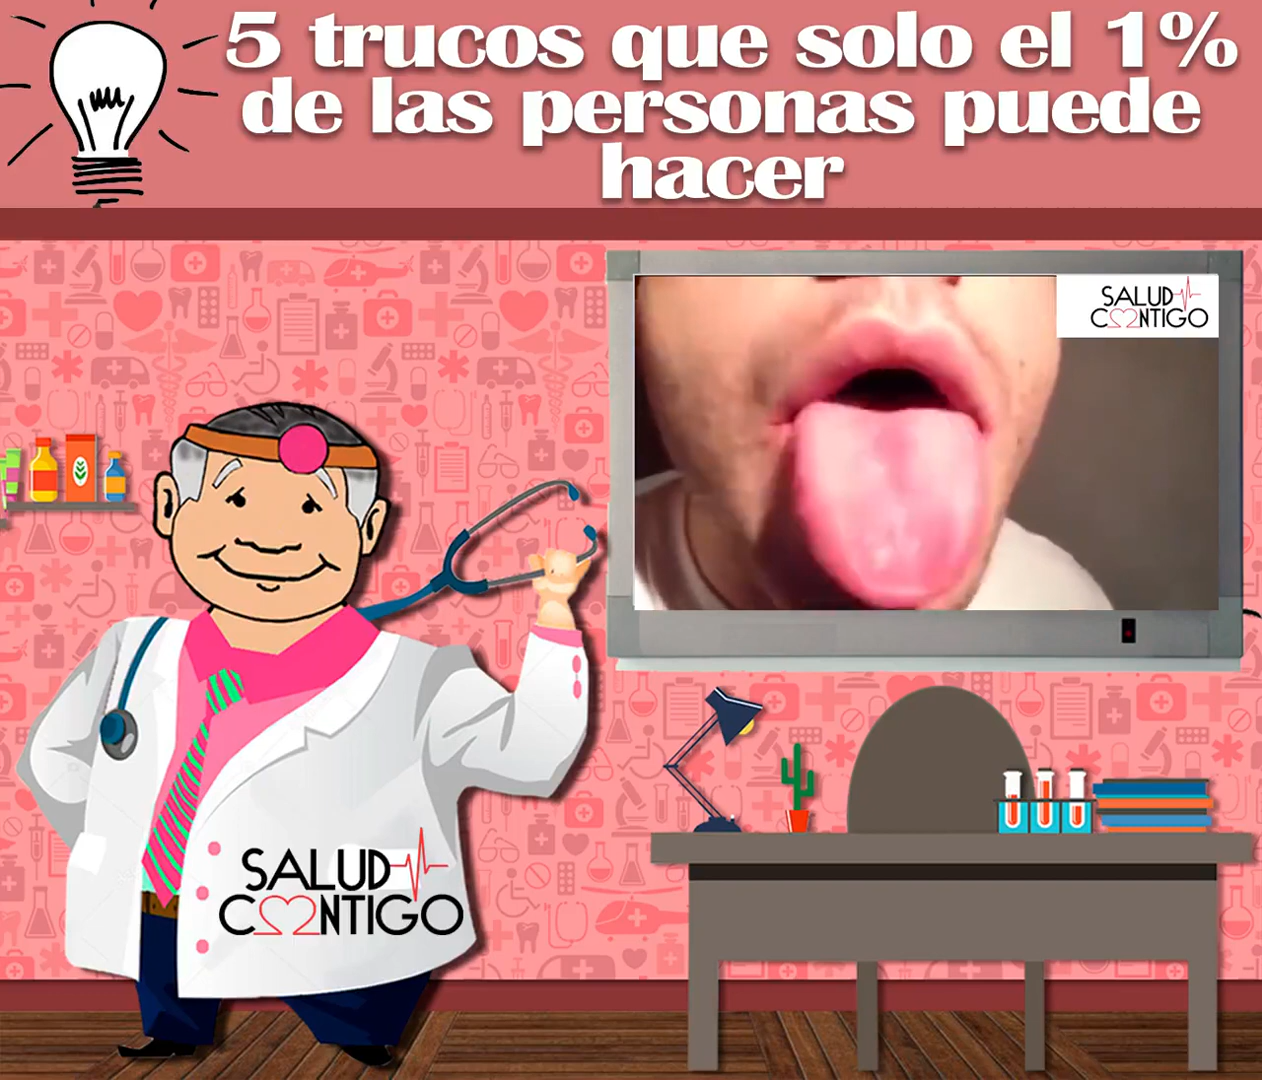 5 trucos que solo el 1%
de las personas puede
hacer
SALUD
CONTIGO
SALUD
CONTIGO